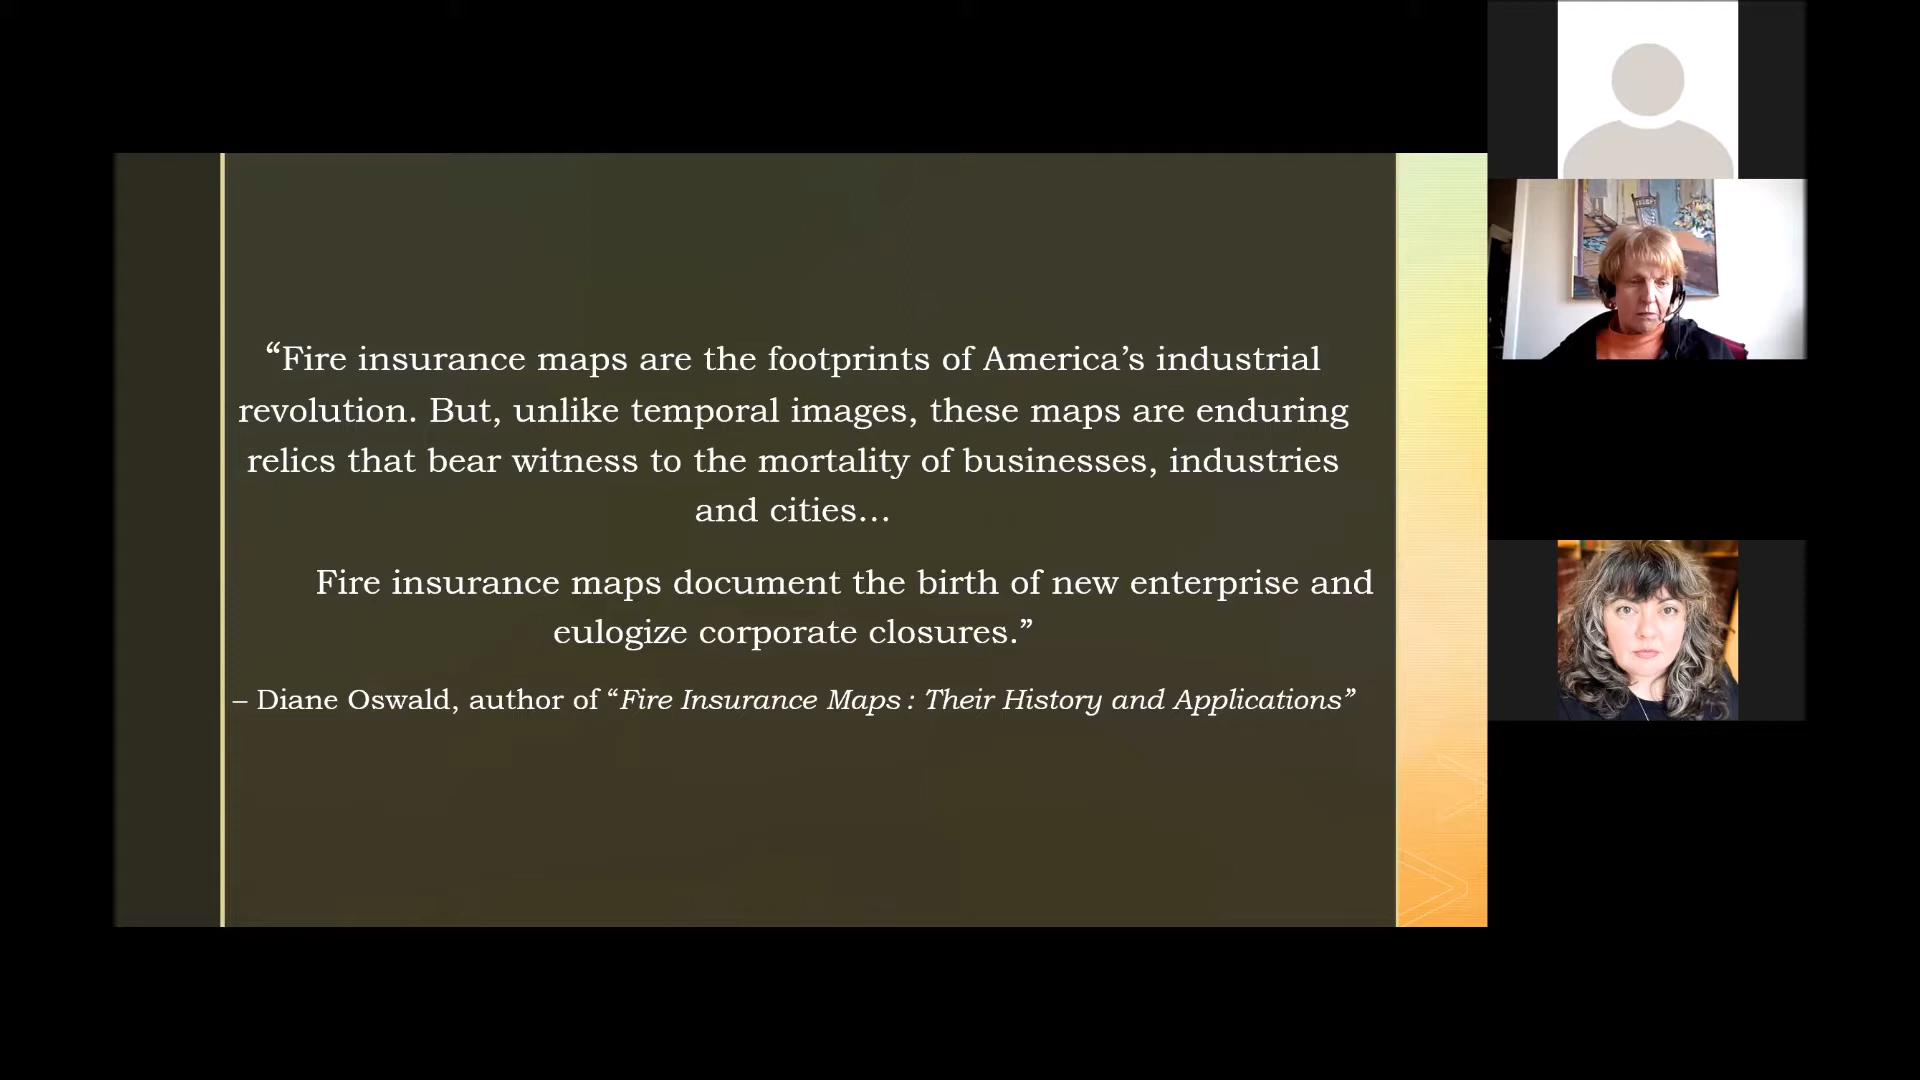 “Fire insurance maps are the footprints of America’s industrial
revolution. But, unlike temporal images, these maps are enduring
relics that bear witness to the mortality of businesses, industries
and cities…
Fire insurance maps document the birth of new enterprise and
eulogize corporate closures.”
– Diane Oswald, author of “Fire Insurance Maps : Their History and Applications”